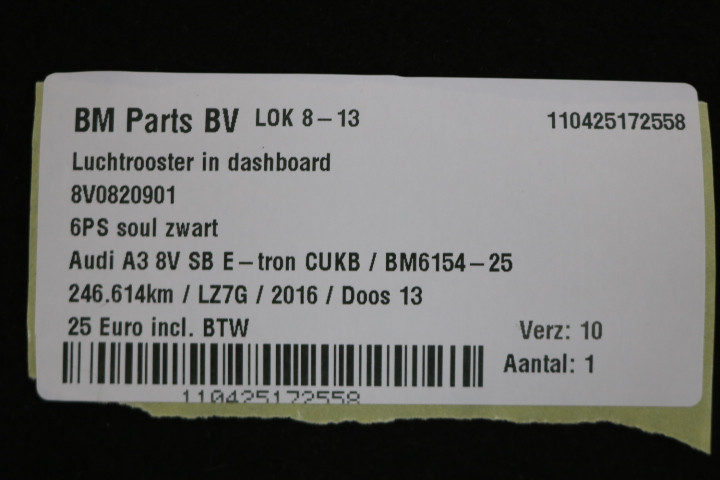 BM Parts BV LOK 8-13 110425172558
Luchtrooster in dashboard
8V0820901
6PS soul zwart
Audi A3 8V SB E-tron CUKB / BM6154-25
246.614km / LZ7G / 2016 / Doos 13
25 Euro incl. BTW Verz: 10
Aantal: 1
110425172558